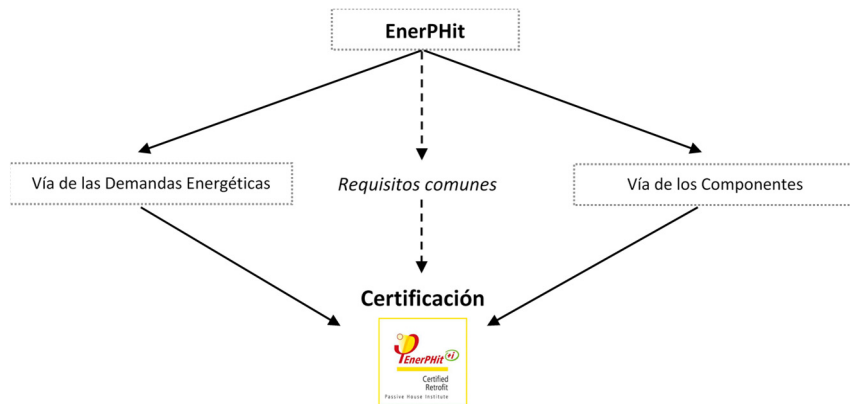 EnerPHit
Vía de las Demandas Energéticas
Requisitos comunes
Vía de los Componentes
Certificación
EnerPHit +i
Certified
Retrofit
Passive House Institute